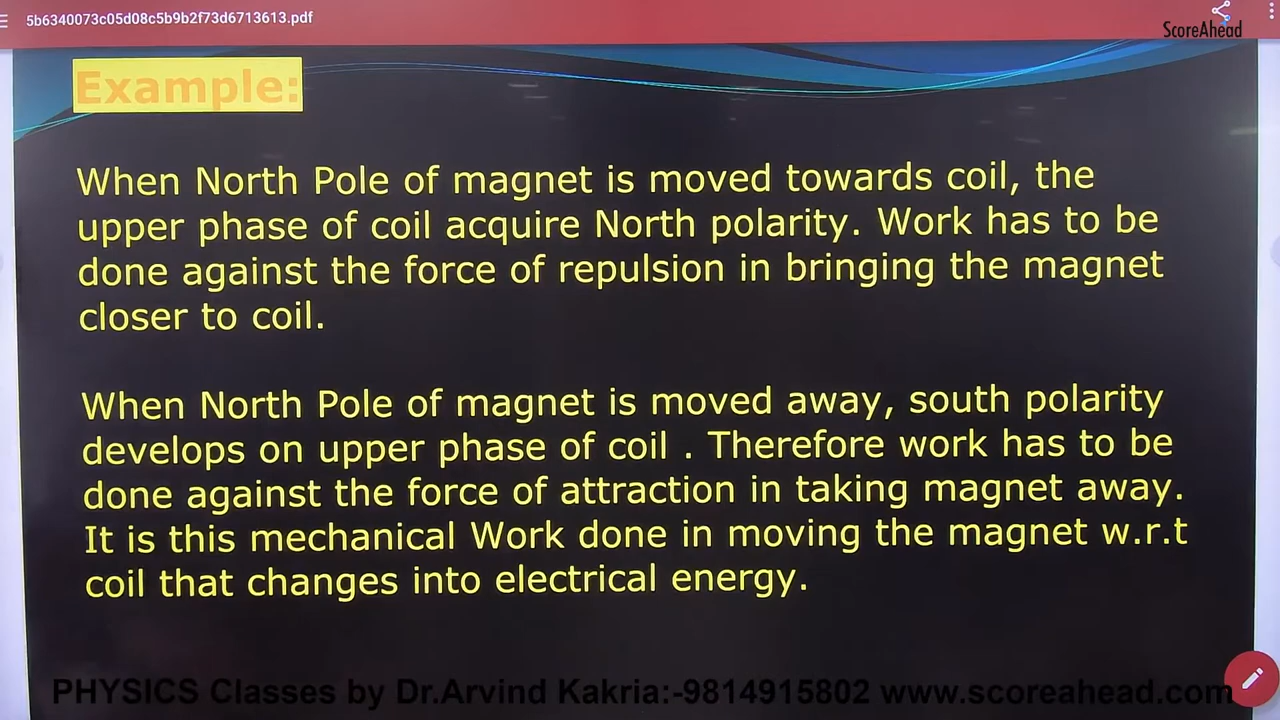 5b6340073c05d08c5b9b2f73d6713613.pdf
ScoreAhead
Example:
When North Pole of magnet is moved towards coil, the
upper phase of coil acquire North polarity. Work has to be
done against the force of repulsion in bringing the magnet
closer to coil.
When North Pole of magnet is moved away, south polarity
develops on upper phase of coil . Therefore work has to be
done against the force of attraction in taking magnet away.
It is this mechanical Work done in moving the magnet w.r.t
coil that changes into electrical energy.
PHYSICS Classes by Dr.Arvind Kakria:-9814915802 www.scoreahead.com